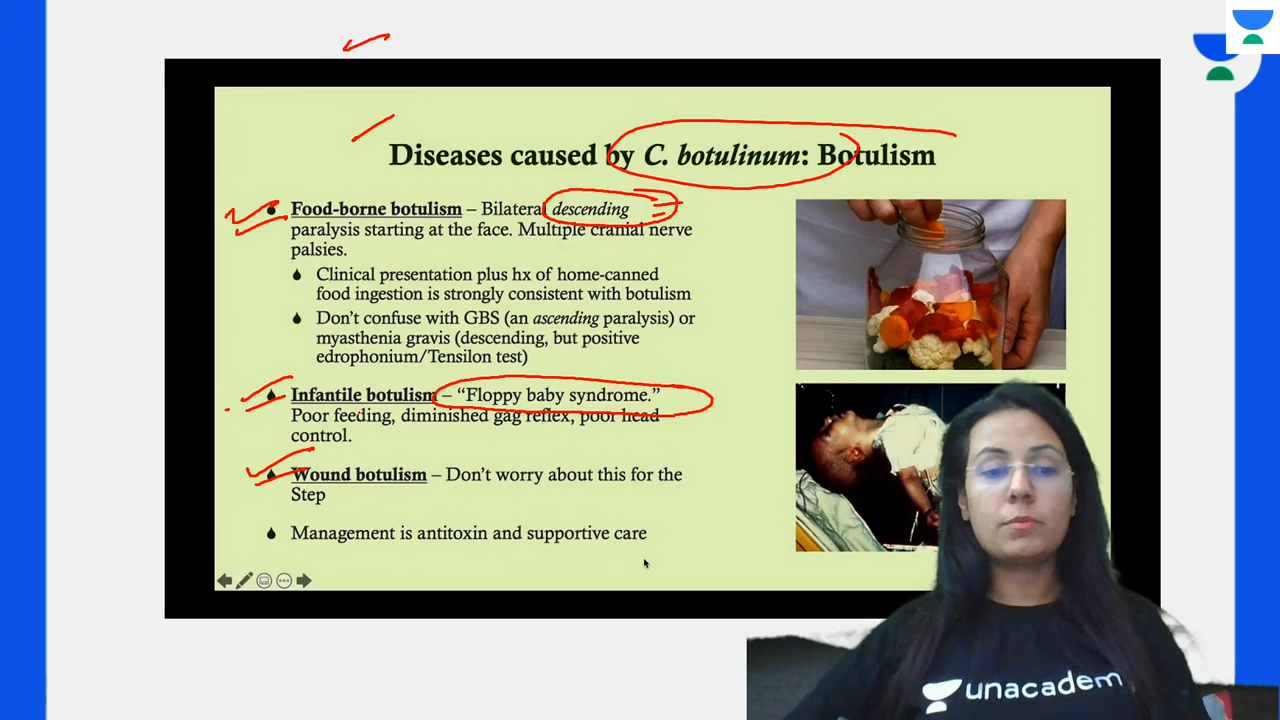 Diseases caused by C. botulinum: Botulism
Food-borne botulism – Bilateral descending
paralysis starting at the face. Multiple cranial nerve
palsies.
Clinical presentation plus hx of home-canned
food ingestion is strongly consistent with botulism
Don't confuse with GBS (an ascending paralysis) or
myasthenia gravis (descending, but positive
edrophonium/Tensilon test)
Infantile botulism – “Floppy baby syndrome.”
Poor feeding, diminished gag reflex, poor head
control.
Wound botulism – Don't worry about this for the
Step
Management is antitoxin and supportive care
unacadem